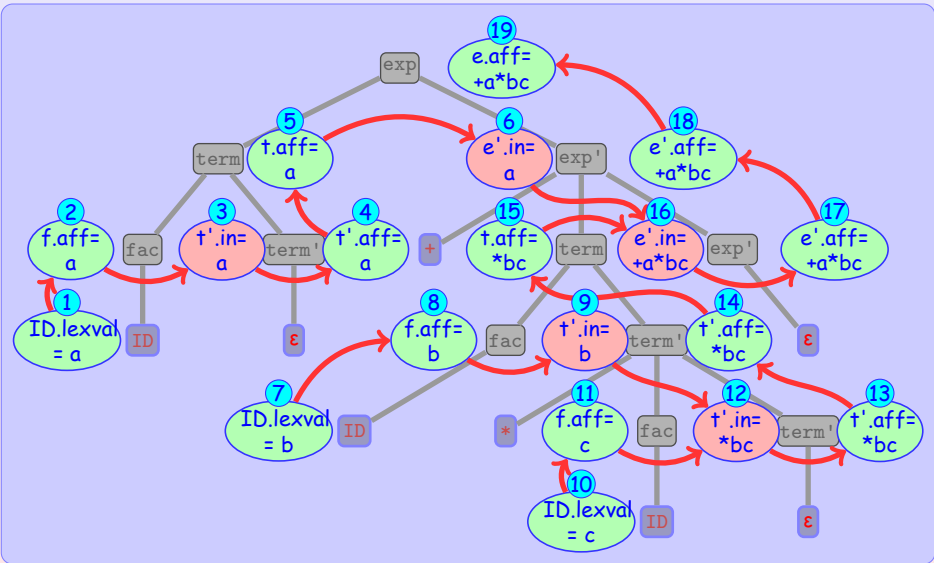 19
e.aff=
+a*bc
exp
5
t.aff=
a
6
e'.in=
a
18
e'.aff=
+a*bc
term
exp'
2
f.aff=
a
fac
3
t'.in=
a
term'
4
t'.aff=
a
+
15
t.aff=
*bc
term
16
e'.in=
+a*bc
exp'
17
e'.aff=
+a*bc
1
ID.lexval
= a
ID
ε
8
f.aff=
b
fac
9
t'.in=
b
term'
14
t'.aff=
*bc
ε
7
ID.lexval
= b
ID
*
11
f.aff=
c
fac
12
t'.in=
*bc
term'
13
t'.aff=
*bc
10
ID.lexval
= c
ID
ε